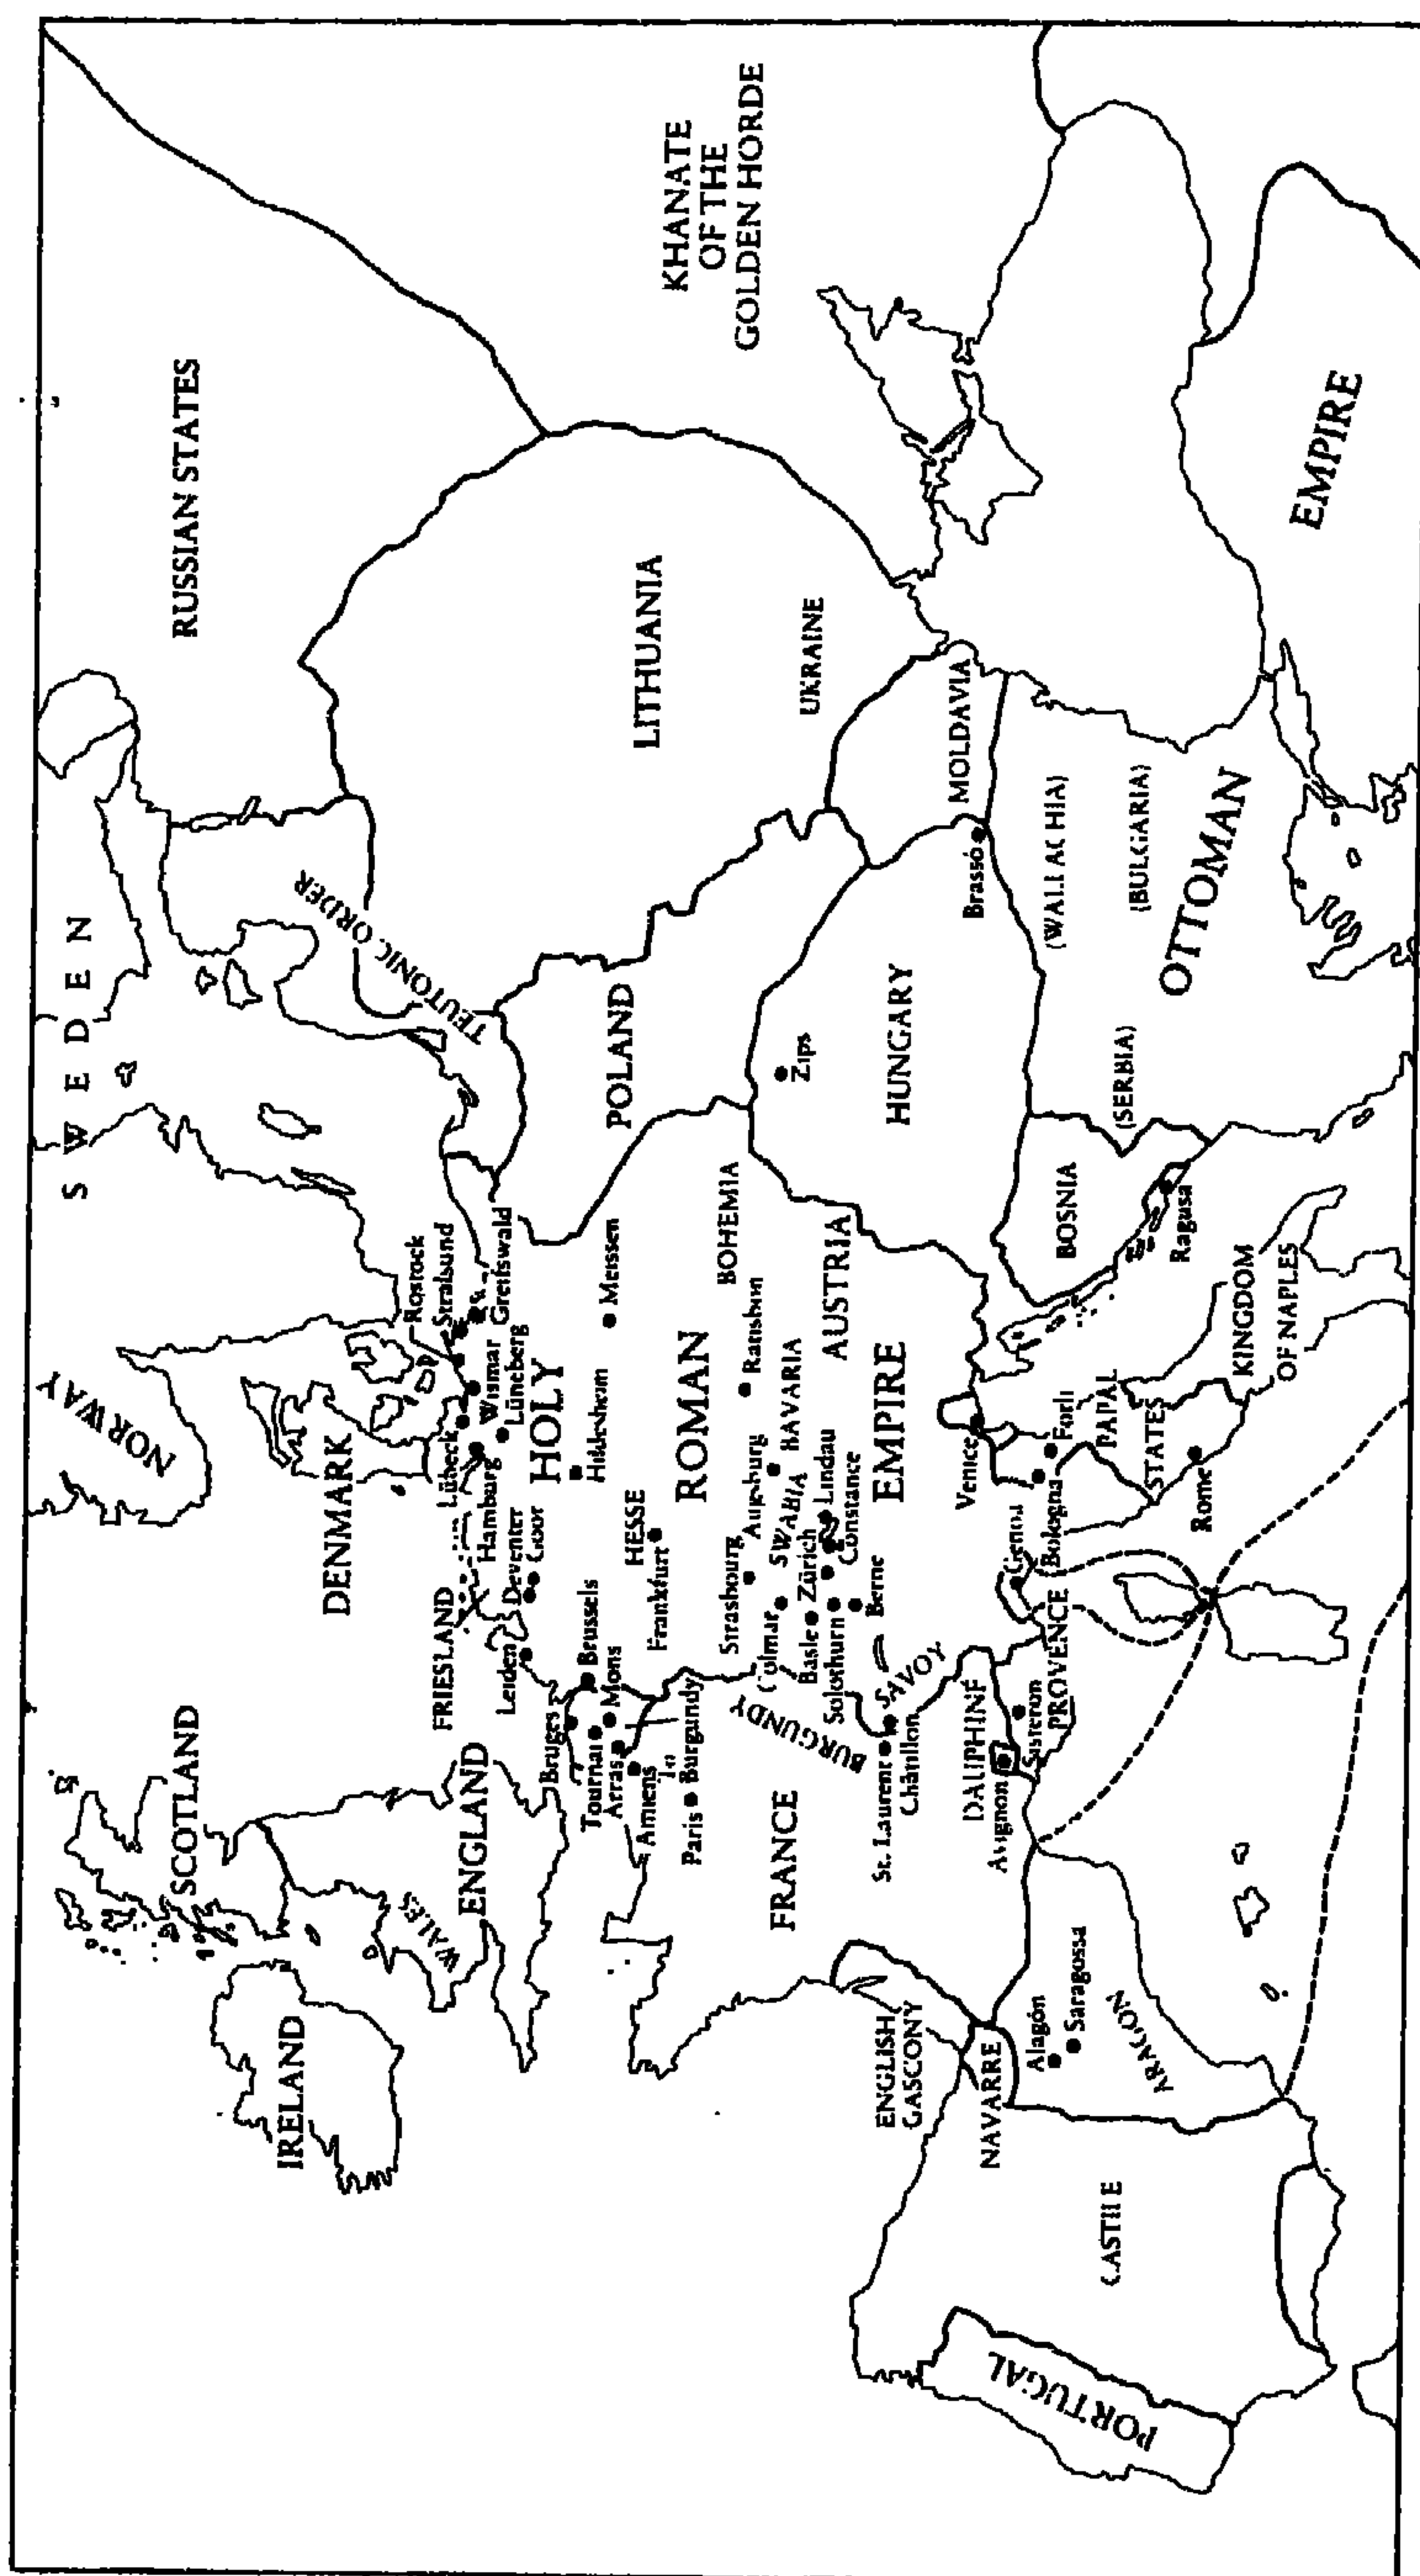 SWEDEN
NORWAY
RUSSIAN STATES
SCOTLAND
DENMARK
TEUTONIC ORDER
IRELAND
Rostock
Stralsund
Greifswald
Wismar
Lüneberg
Lübeck
Hamburg
FRIESLAND
ENGLAND
WALES
Deventer
Goor
Leiden
HOLY
Hildesheim
Meissen
POLAND
LITHUANIA
KHANATE
OF THE
GOLDEN HORDE
Bruges
Brussels
Tournai
Mons
Arras
Amiens
To
Burgundy
Paris
HESSE
Frankfurt
ROMAN
BOHEMIA
Ratisbon
UKRAINE
Strasbourg
Augsburg
BAVARIA
SWABIA
Colmar
Zips
FRANCE
BURGUNDY
Basle
Zürich
Lindau
Constance
Solothurn
Berne
AUSTRIA
HUNGARY
EMPIRE
MOLDAVIA
Brassó
St. Laurent
Châtillon
SAVOY
ENGLISH
GASCONY
DAUPHINÉ
Avignon
Sisteron
PROVENCE
Genoa
Venice
Bologna
Forlì
NAVARRE
Alagón
Saragossa
ARAGON
CASTILE
PORTUGAL
PAPAL
STATES
Rome
BOSNIA
Ragusa
(SERBIA)
(WALLACHIA)
(BULGARIA)
OTTOMAN
EMPIRE
KINGDOM
OF NAPLES